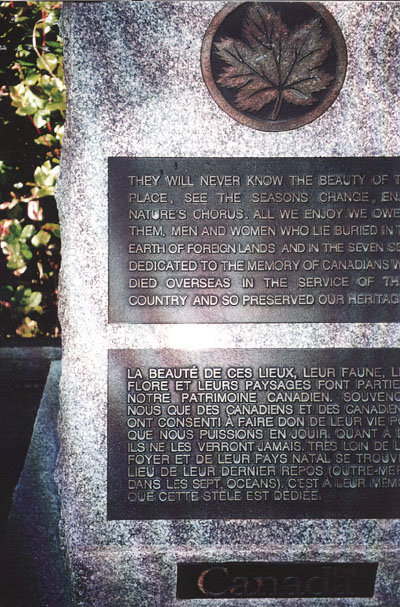 THEY WILL NEVER KNOW THE BEAUTY OF
PLACE, SEE THE SEASONS CHANGE,
NATURE'S CHORUS. ALL WE ENJOY WE OWE
THEM, MEN AND WOMEN WHO LIE BURIED IN
EARTH OF FOREIGN LANDS AND IN THE SEVEN
DEDICATED TO THE MEMORY OF CANADIANS
DIED OVERSEAS IN THE SERVICE OF
COUNTRY AND SO PRESERVED OUR HERITAG
LA BEAUTÉ DE CES LIEUX, LEUR FAUNE,
FLORE ET LEURS PAYSAGES FONT PARTIE
NOTRE PATRIMOINE CANADIEN. SOUVENO
NOUS QUE DES CANADIENS ET DES CANADIEN
ONT CONSENTI À FAIRE DON DE LEUR VIE
QUE NOUS PUISSIONS EN JOUIR. QUANT À
ILS NE LES VERRONT JAMAIS. TRÈS LOIN DE
FOYER ET DE LEUR PAYS NATAL SE TROUV
LIEU DE LEUR DERNIER REPOS (OUTRE-MER
DANS LES SEPT OCÉANS). C'EST À LEUR MÉM
QUE CETTE STÈLE EST DÉDIÉE.
Canad